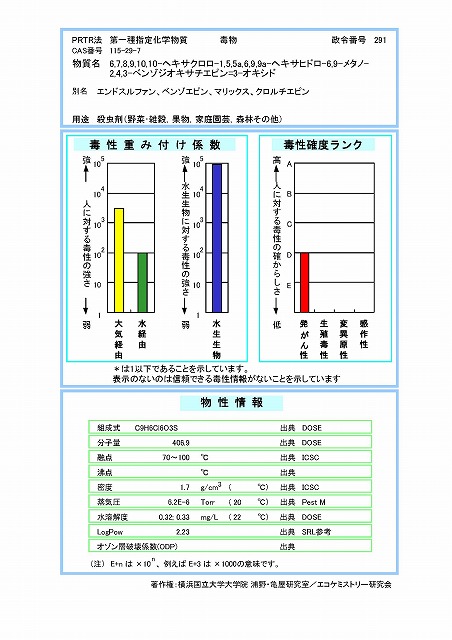 PRTR法 第一種指定化学物質 毒物 政令番号 291
CAS番号 115-29-7
物質名 6,7,8,9,10,10-ヘキサクロロ-1,5,5a,6,9,9a-ヘキサヒドロ-6,9-メタノ-
2,4,3-ベンゾジオキサチエピン=3-オキシド
別名 エンドスルファン、ベンゾエピン、マリックス、クロルチエピン
用途 殺虫剤(野菜・雑穀、果物、家庭園芸、森林その他)
毒性重み付け係数
強
人に対する毒性の強さ
弱
10^5
10^4
10^3
10^2
10
1
大気経由
水経由
強
水生生物に対する毒性の強さ
弱
10^5
10^4
10^3
10^2
10
1
水生生物
毒性確度ランク
高
人に対する毒性の確からしさ
低
A
B
C
D
E
発がん性
生殖毒性
変異原性
感作性
*は1以下であることを示しています。
表示のないのは信頼できる毒性情報がないことを示しています
物性情報
組成式 C9H6Cl6O3S 出典 DOSE
分子量 406.9 出典 DOSE
融点 70～100 ℃ 出典 ICSC
沸点 ℃ 出典
密度 1.7 g/cm3 ( ℃) 出典 ICSC
蒸気圧 6.2E-6 Torr ( 20 ℃) 出典 Pest M
水溶解度 0.32; 0.33 mg/L ( 22 ℃) 出典 DOSE
LogPow 2.23 出典 SRL参考
オゾン層破壊係数(ODP) 出典
(注) E+n は ×10^n、例えば E+3 は ×1000の意味です。
著作権:横浜国立大学大学院 浦野・亀屋研究室／エコケミストリー研究会